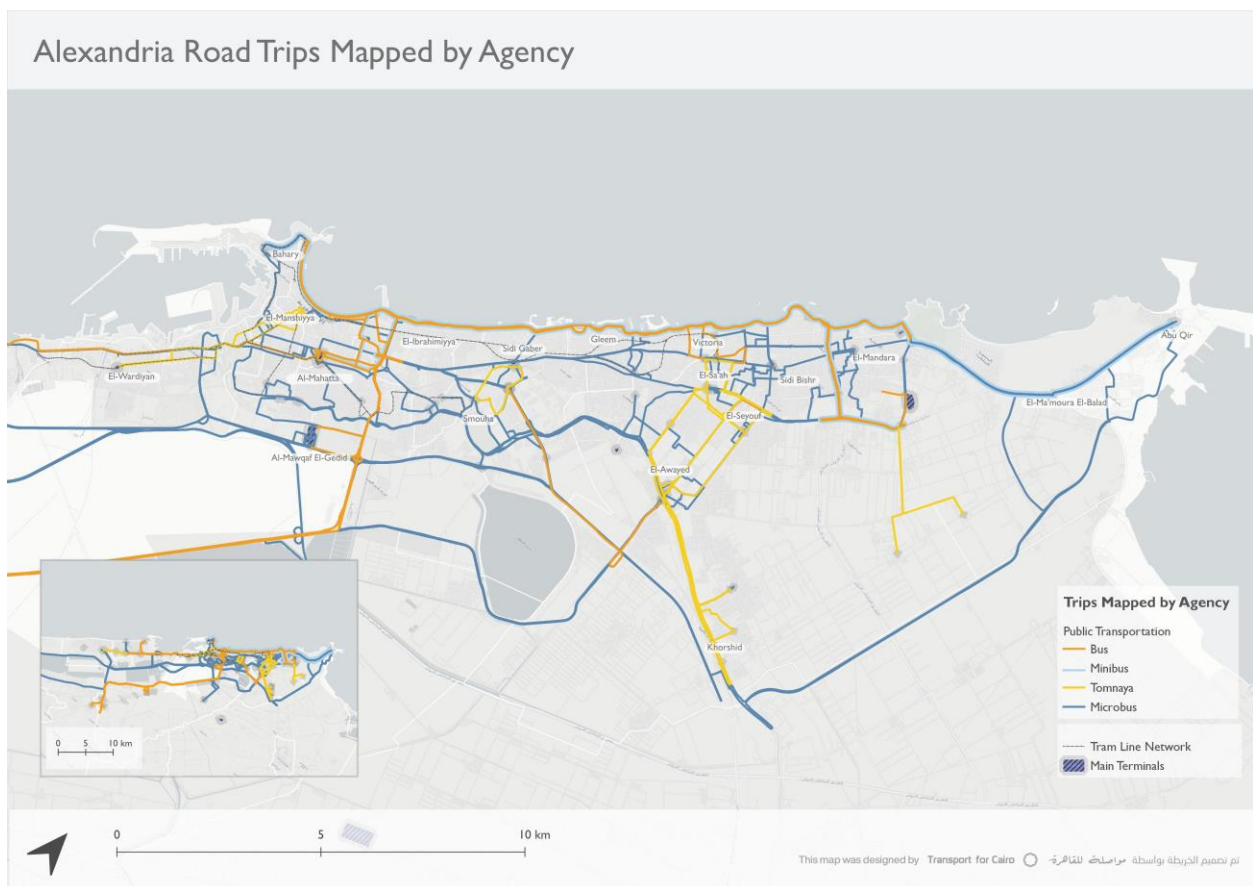 Alexandria Road Trips Mapped by Agency
Bahary
El-Manshiyya
El-Ibrahimiyya
Sidi Gaber
Gleem
Victoria
Abu Qir
El-Wardiyan
Al-Mahatta
El-Sa'ah
Sidi Bishr
El-Mandara
El-Ma'moura El-Balad
Smouha
El-Seyouf
Al-Mawqaf El-Gedid
El-Awayed
Khorshid
Trips Mapped by Agency
Public Transportation
Bus
Minibus
Tomnaya
Microbus
Tram Line Network
Main Terminals
0 5 10 km
0 5 10 km
This map was designed by Transport for Cairo تم تصميم الخريطة بواسطة مواصلة للقاهرة